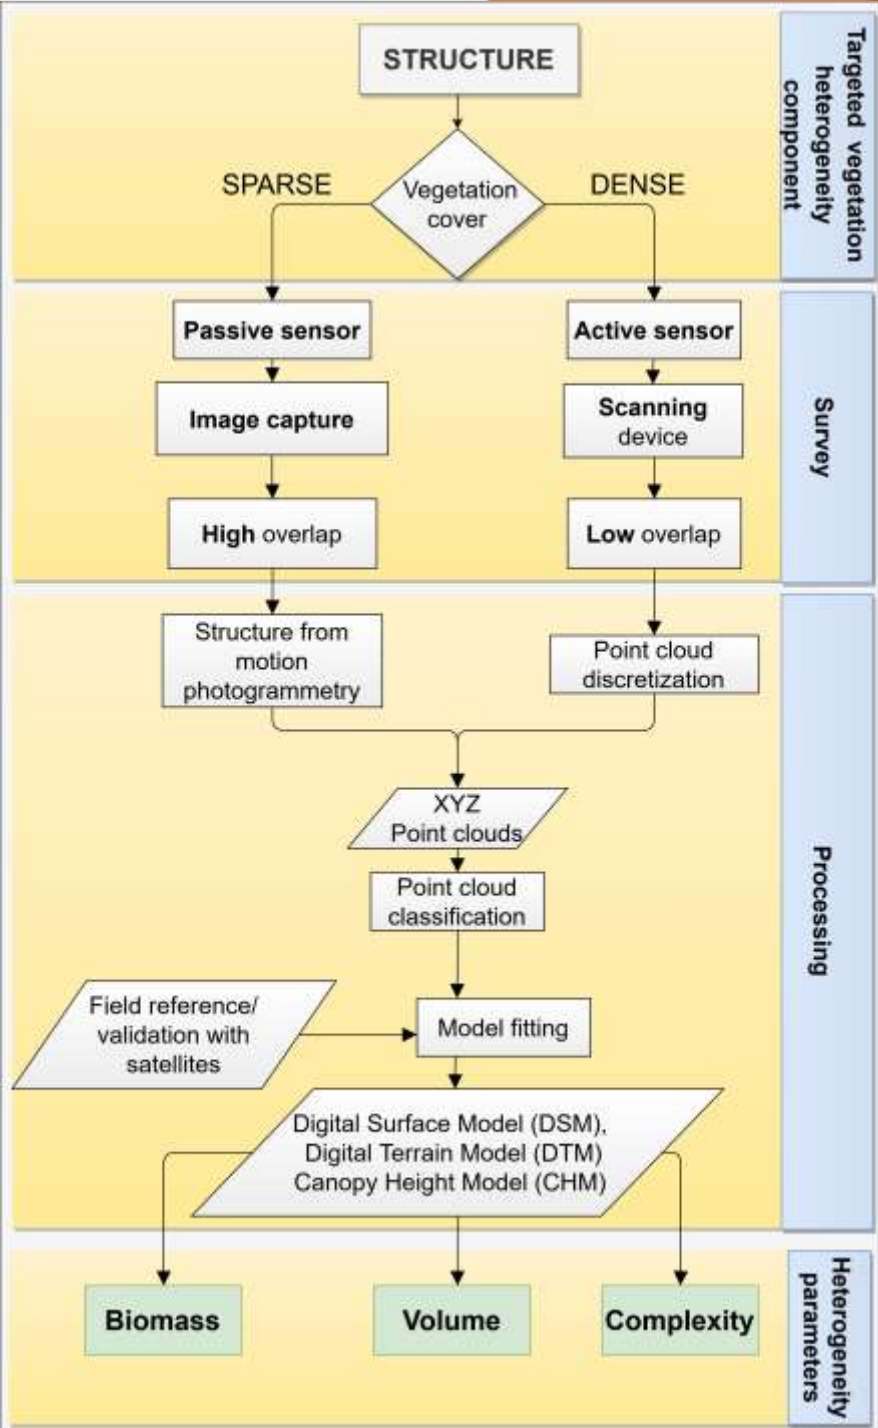 STRUCTURE
Targeted vegetation
heterogeneity
component
SPARSE
DENSE
Vegetation
cover
Passive sensor
Active sensor
Survey
Image capture
Scanning
device
High overlap
Low overlap
Structure from
motion
photogrammetry
Point cloud
discretization
Processing
XYZ
Point clouds
Point cloud
classification
Field reference/
validation with
satellites
Model fitting
Digital Surface Model (DSM),
Digital Terrain Model (DTM)
Canopy Height Model (CHM)
Heterogeneity
parameters
Biomass
Volume
Complexity